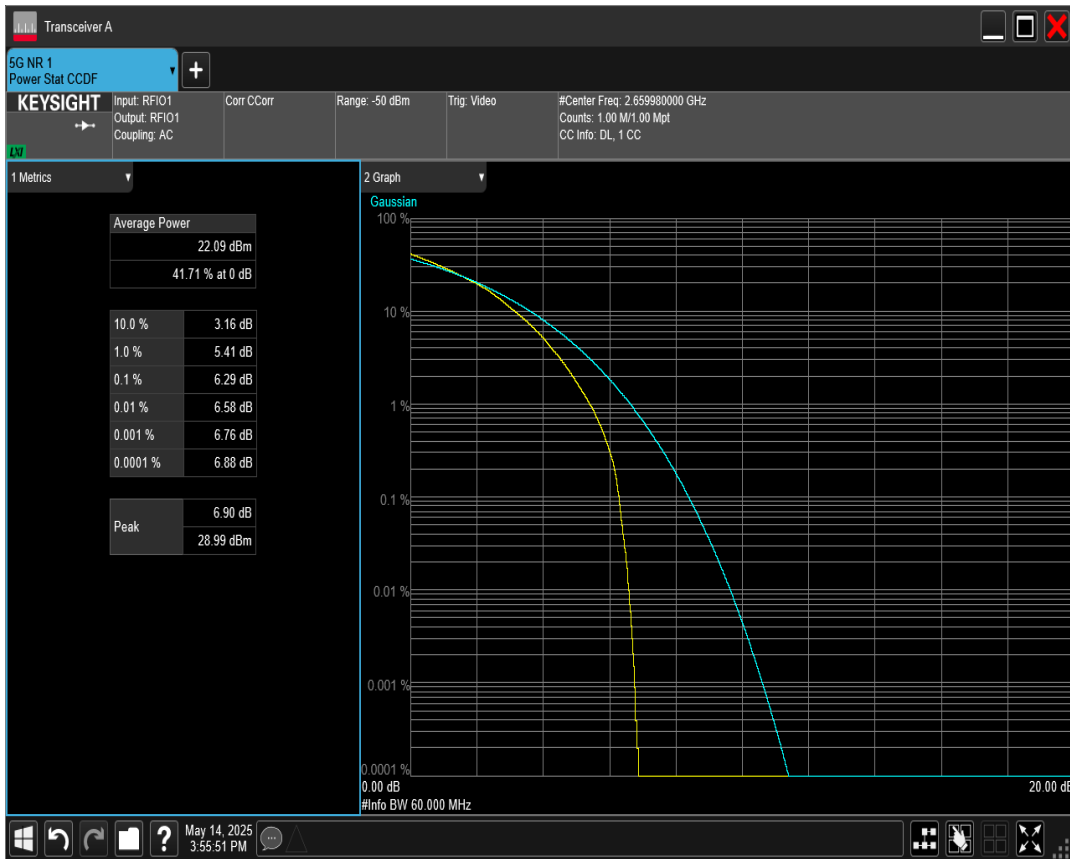 Transceiver A
5G NR 1
Power Stat CCDF
KEYSIGHT
LXI
Input: RFIO1
Output: RFIO1
Coupling: AC
Corr CCorr
Range: -50 dBm
Trig: Video
#Center Freq: 2.659980000 GHz
Counts: 1.00 M/1.00 Mpt
CC Info: DL, 1 CC
1 Metrics
Average Power
22.09 dBm
41.71 % at 0 dB
10.0 % 3.16 dB
1.0 % 5.41 dB
0.1 % 6.29 dB
0.01 % 6.58 dB
0.001 % 6.76 dB
0.0001 % 6.88 dB
Peak
6.90 dB
28.99 dBm
2 Graph
Gaussian
100 %
10 %
1 %
0.1 %
0.01 %
0.001 %
0.0001 %
0.00 dB 20.00 dB
#Info BW 60.000 MHz
May 14, 2025
3:55:51 PM